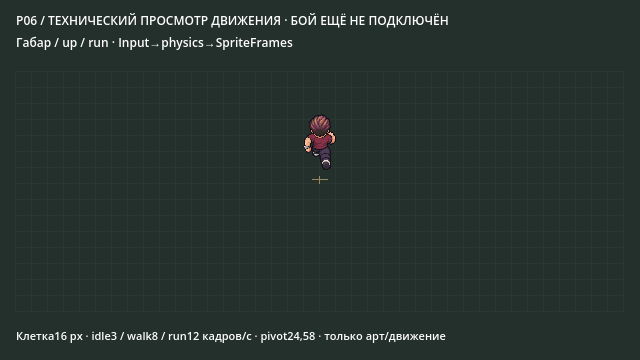 P06 / ТЕХНИЧЕСКИЙ ПРОСМОТР ДВИЖЕНИЯ · БОЙ ЕЩЁ НЕ ПОДКЛЮЧЁН
Габар / up / run · Input→physics→SpriteFrames
Клетка16 px · idle3 / walk8 / run12 кадров/с · pivot24,58 · только арт/движение